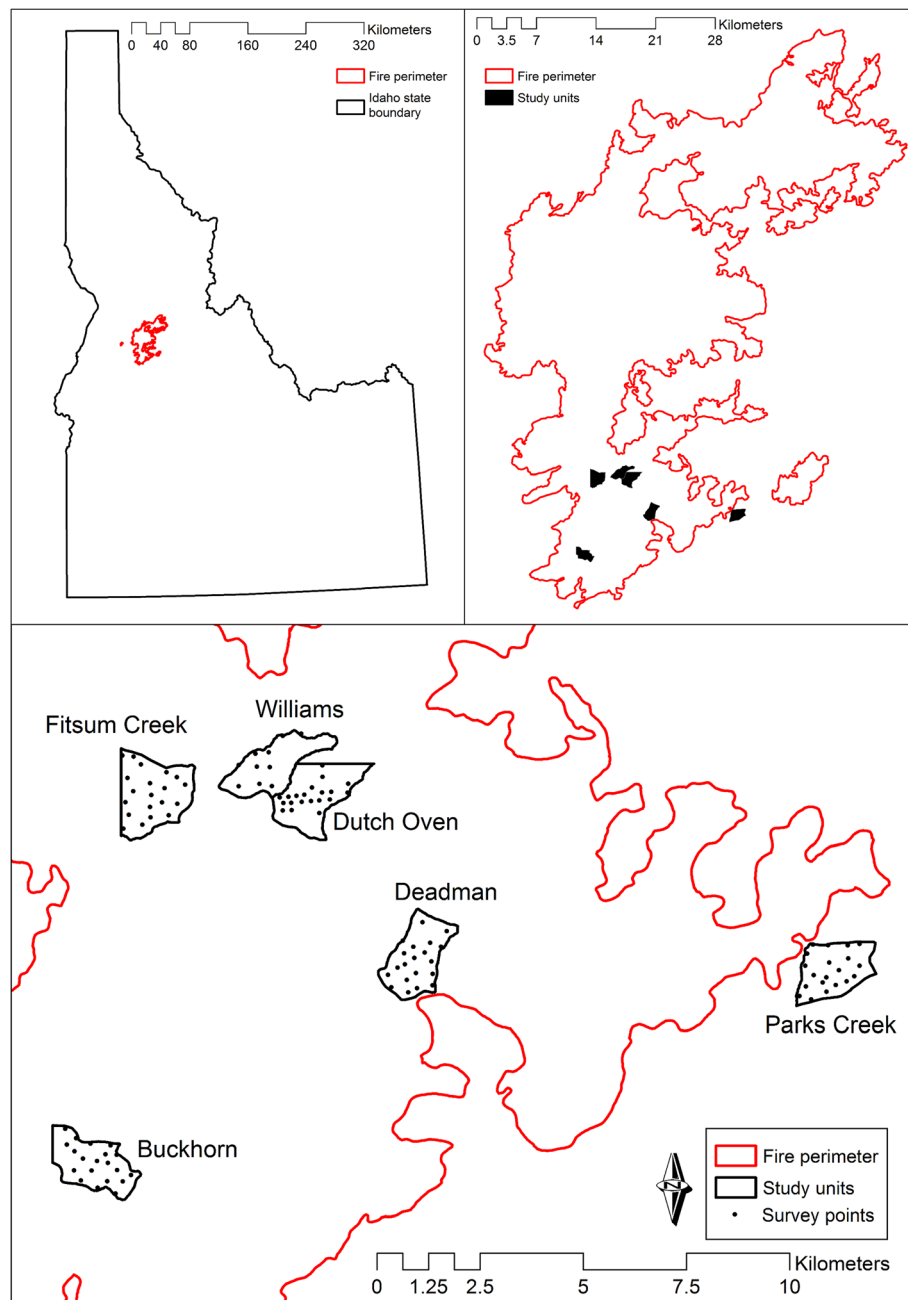 Kilometers
0 40 80 160 240 320
Fire perimeter
Idaho state
boundary
Kilometers
0 3.5 7 14 21 28
Fire perimeter
Study units
Fitsum Creek
Williams
Dutch Oven
Deadman
Parks Creek
Buckhorn
N
Fire perimeter
Study units
Survey points
Kilometers
0 1.25 2.5 5 7.5 10